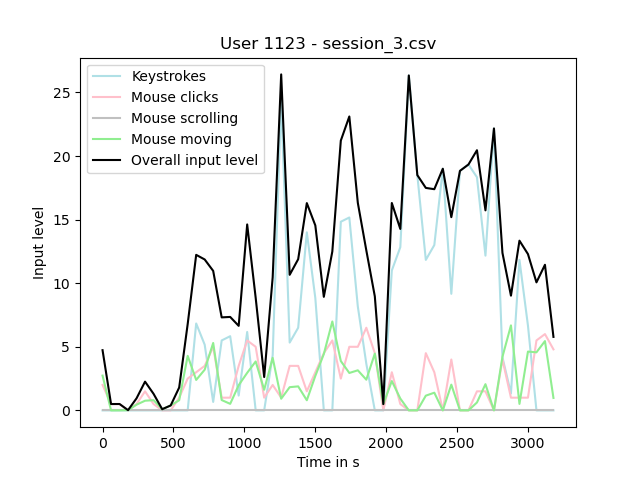 User 1123 - session_3.csv
Keystrokes
Mouse clicks
Mouse scrolling
Mouse moving
Overall input level
25
20
15
10
5
0
Input level
0 500 1000 1500 2000 2500 3000
Time in s